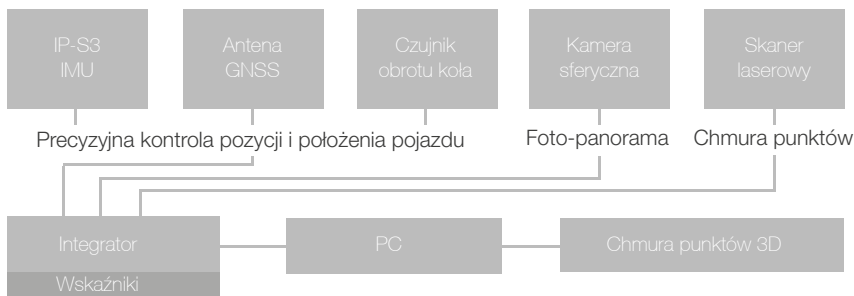 IP-S3
IMU
Antena
GNSS
Czujnik
obrotu koła
Kamera
sferyczna
Skaner
laserowy
Precyzyjna kontrola pozycji i położenia pojazdu
Foto-panorama
Chmura punktów
Integrator
PC
Chmura punktów 3D
Wskaźniki